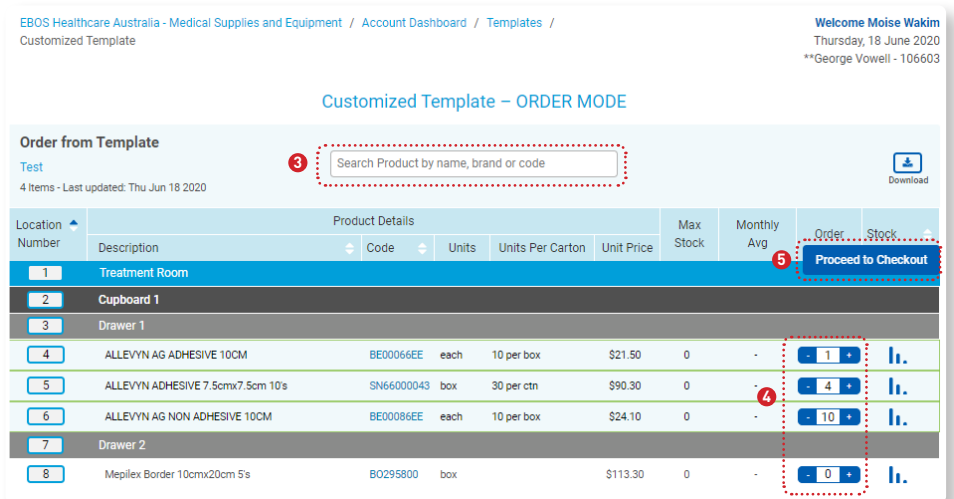 EBOS Healthcare Australia - Medical Supplies and Equipment / Account Dashboard / Templates /
Customized Template
Welcome Moise Wakim
Thursday, 18 June 2020
**George Vowell - 106603
Customized Template – ORDER MODE
Order from Template
Test
4 Items - Last updated: Thu Jun 18 2020
3
Search Product by name, brand or code
Download
Location Number
Product Details
Description Code Units Units Per Carton Unit Price
Max Stock
Monthly Avg
Order
Stock
5 Proceed to Checkout
1 Treatment Room
2 Cupboard 1
3 Drawer 1
4 ALLEVYN AG ADHESIVE 10CM BE00066EE each 10 per box $21.50 0 - - 1 +
5 ALLEVYN ADHESIVE 7.5cmx7.5cm 10's SN66000043 box 30 per ctn $90.30 0 - - 4 +
4
6 ALLEVYN AG NON ADHESIVE 10CM BE00086EE each 10 per box $24.10 0 - - 10 +
7 Drawer 2
8 Mepilex Border 10cmx20cm 5's BO295800 box $113.30 0 - - 0 +